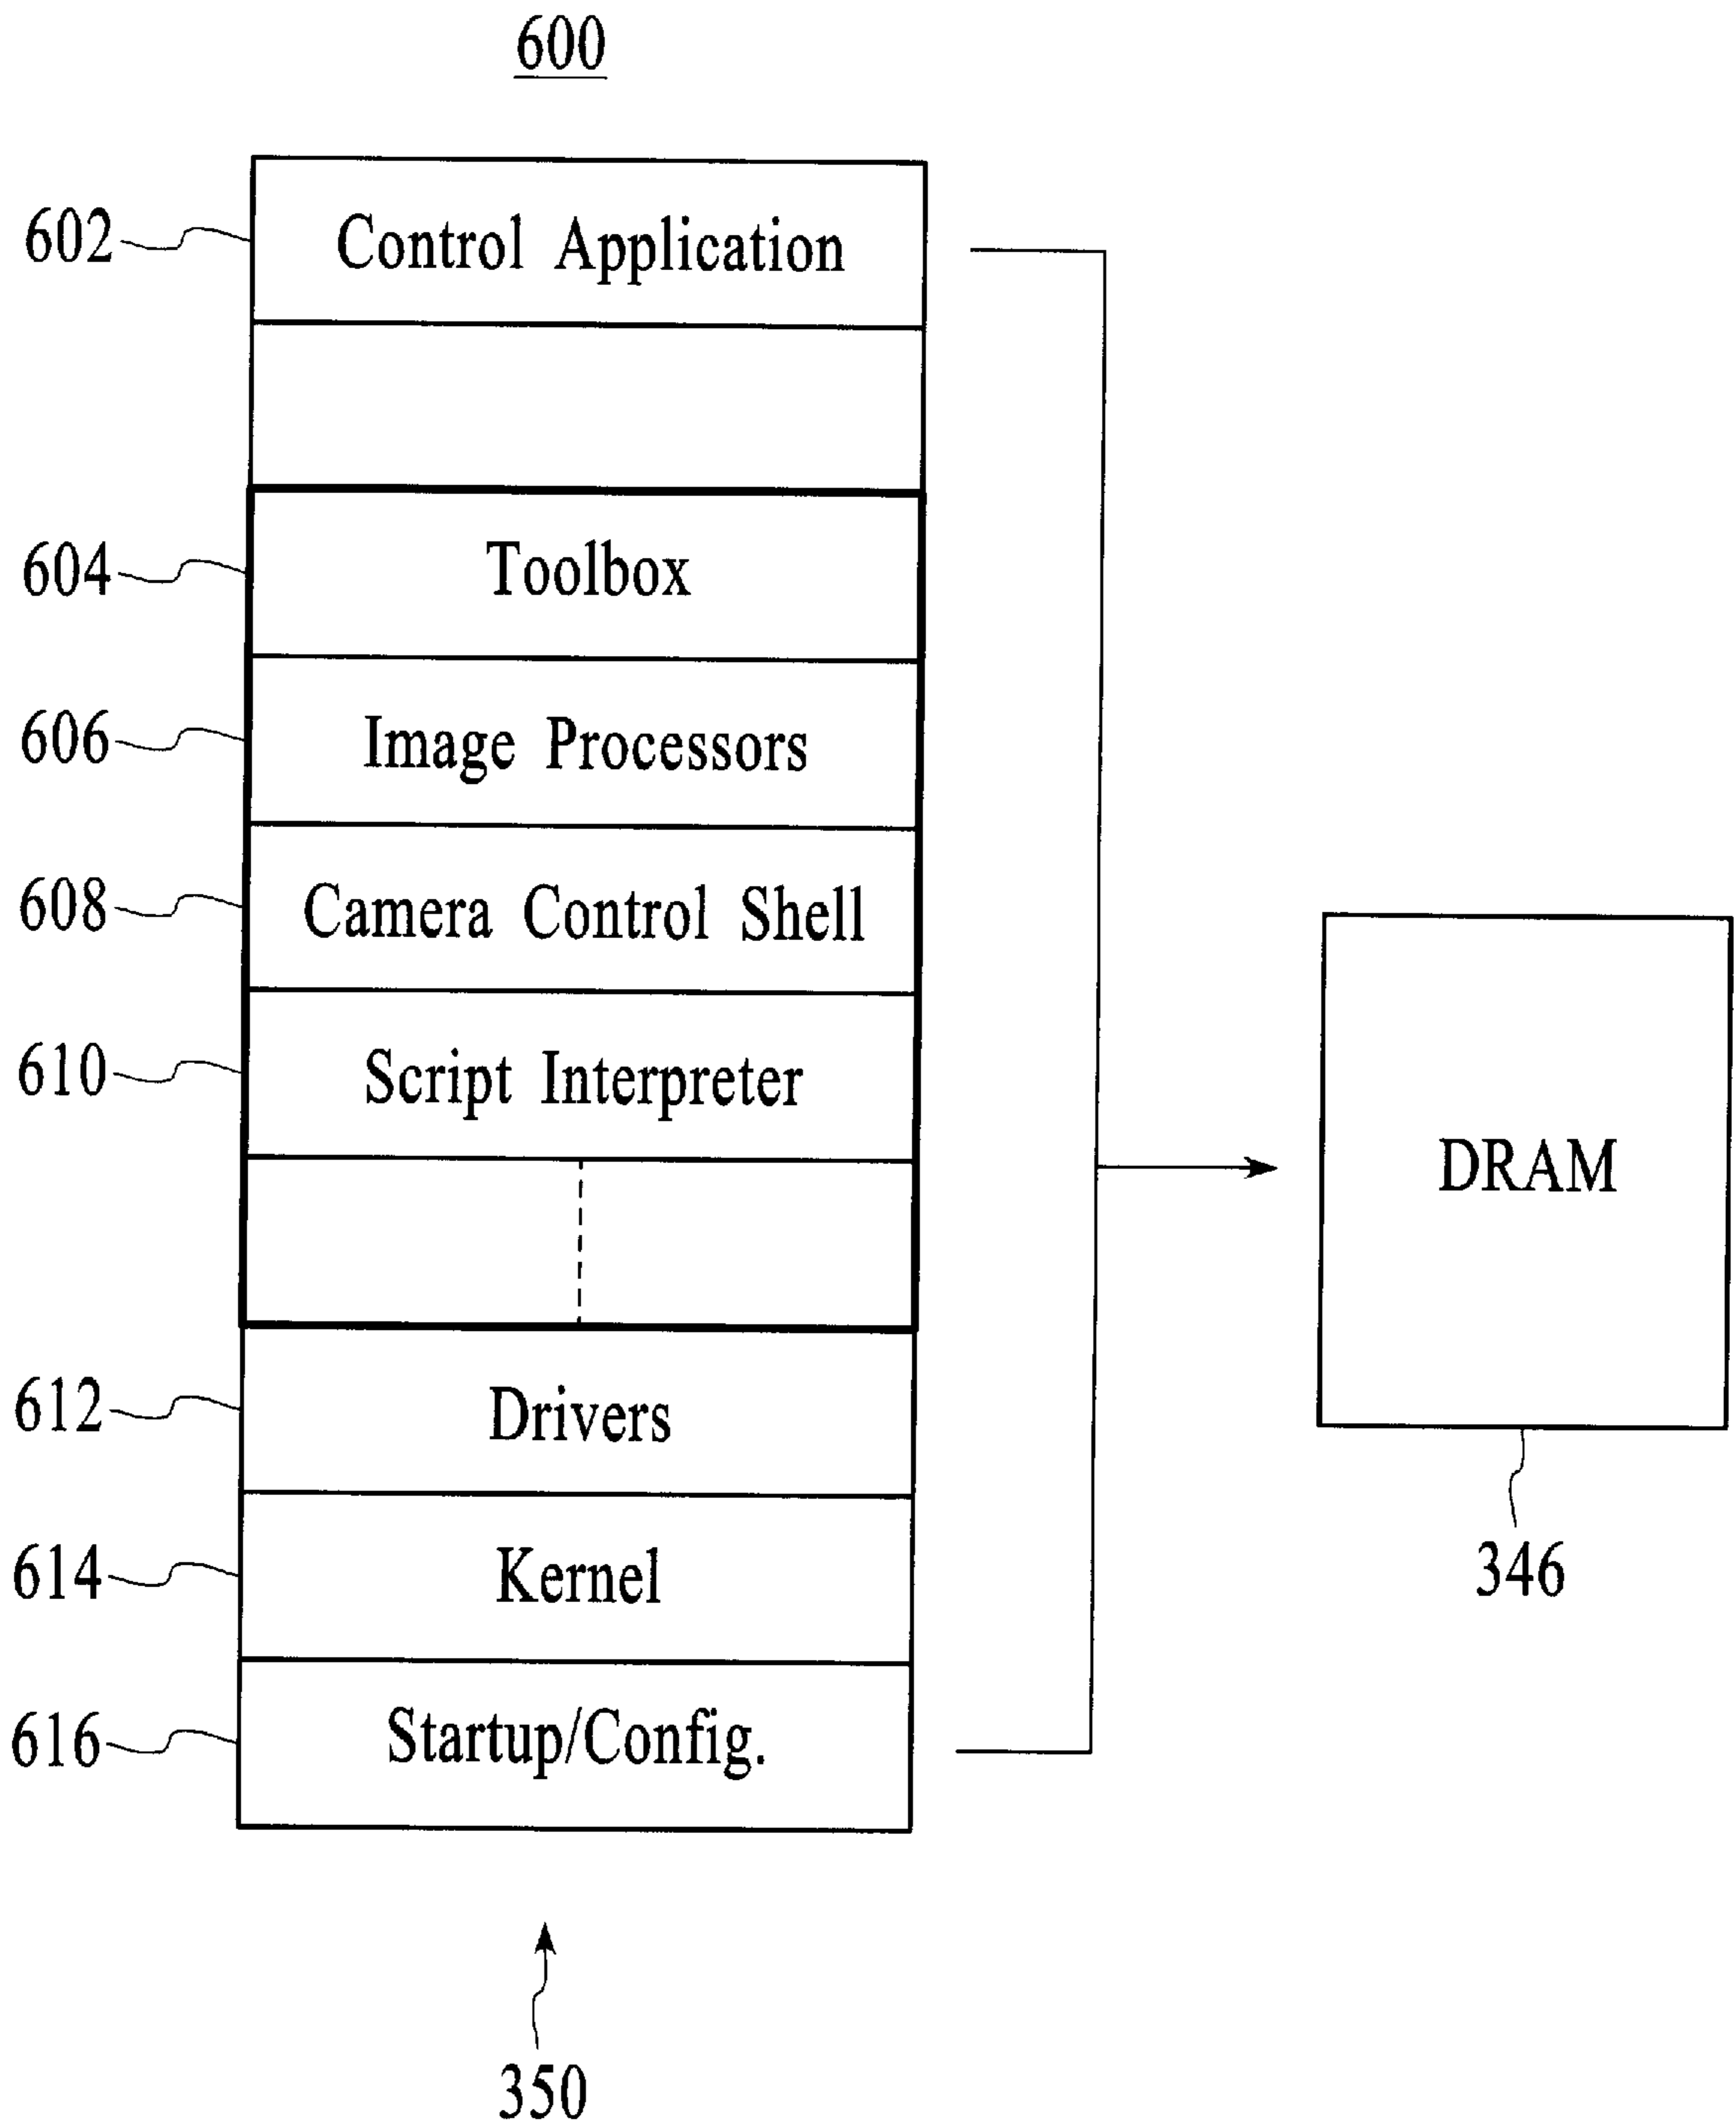 600
602 Control Application
604 Toolbox
606 Image Processors
608 Camera Control Shell
610 Script Interpreter
DRAM
612 Drivers
614 Kernel
346
616 Startup/Config.
350